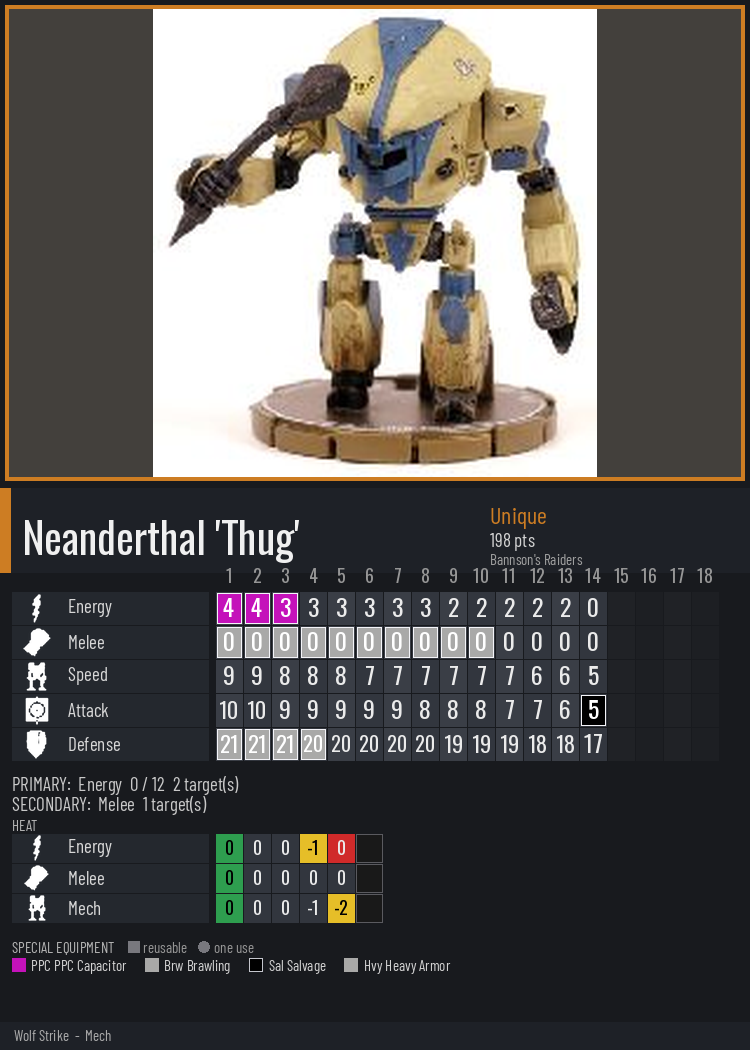 Neanderthal 'Thug'
Unique
198 pts
Bannson's Raiders
1 2 3 4 5 6 7 8 9 10 11 12 13 14 15 16 17 18
Energy 4 4 3 3 3 3 3 3 2 2 2 2 2 0
Melee 0 0 0 0 0 0 0 0 0 0 0 0 0 0
Speed 9 9 8 8 8 7 7 7 7 7 7 6 6 5
Attack 10 10 9 9 9 9 9 8 8 8 7 7 6 5
Defense 21 21 21 20 20 20 20 20 19 19 19 18 18 17
PRIMARY: Energy 0 / 12 2 target(s)
SECONDARY: Melee 1 target(s)
HEAT
Energy 0 0 0 -1 0
Melee 0 0 0 0 0
Mech 0 0 0 -1 -2
SPECIAL EQUIPMENT reusable one use
PPC PPC Capacitor Brw Brawling Sal Salvage Hvy Heavy Armor
Wolf Strike - Mech